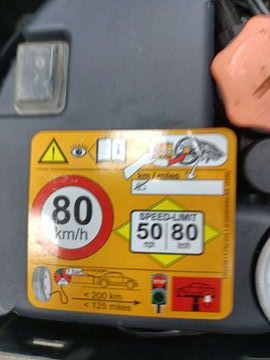 km / miles
80
km/h
SPEED-LIMIT
50 80
mph km/h
< 200 km
< 125 miles